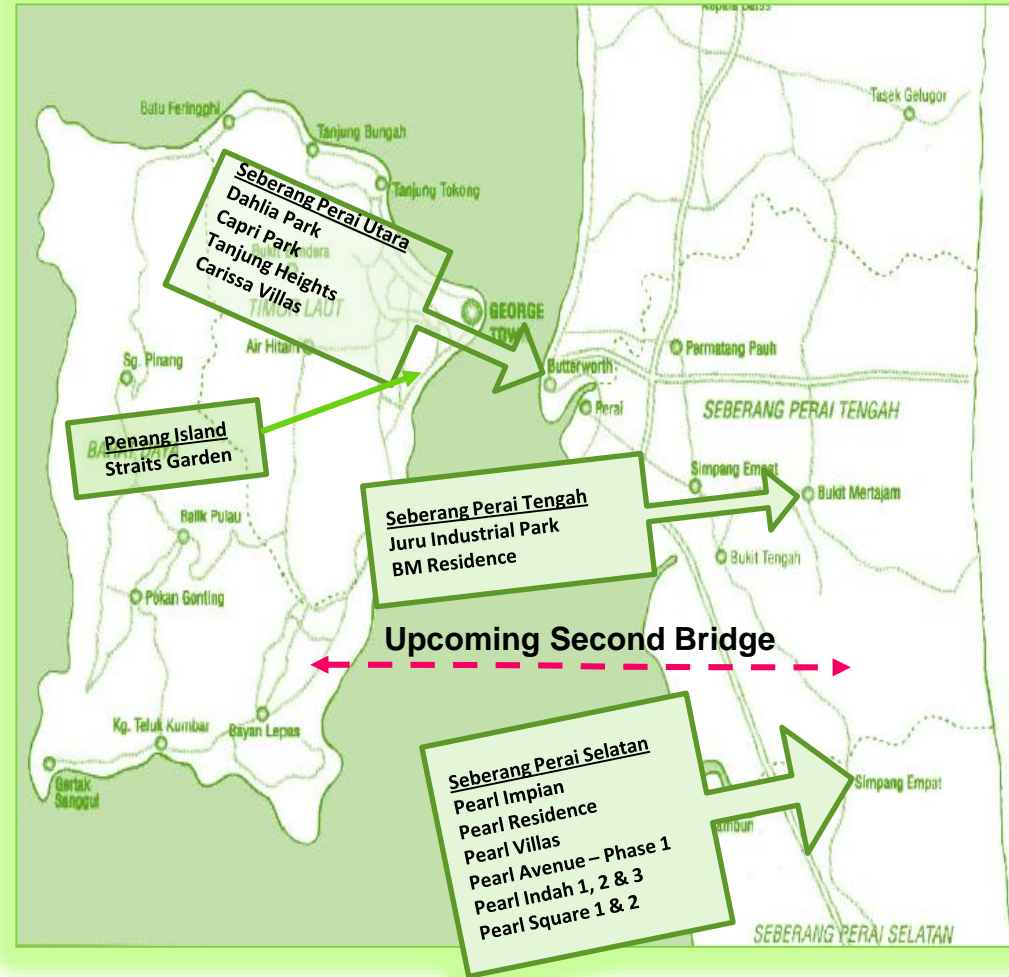 Kepala Batas
Tasek Gelugor
Batu Feringghi
Tanjung Bungah
Tanjung Tokong
Seberang Perai Utara
Dahlia Park
Capri Park
Tanjung Heights
Carissa Villas
TIMUR LAUT
GEORGE
Air Hitam
Sg. Pinang
Butterworth
Permatang Pauh
Perai
SEBERANG PERAI TENGAH
Penang Island
Straits Garden
Simpang Empat
Bukit Mertajam
Seberang Perai Tengah
Juru Industrial Park
BM Residence
Balik Pulau
Bukit Tengah
Pokan Genting
Upcoming Second Bridge
Kg. Teluk Kumbar
Bayan Lepas
Gertak
Sanggul
Seberang Perai Selatan
Pearl Impian
Pearl Residence
Pearl Villas
Pearl Avenue – Phase 1
Pearl Indah 1, 2 & 3
Pearl Square 1 & 2
Simpang Empat
SEBERANG PERAI SELATAN